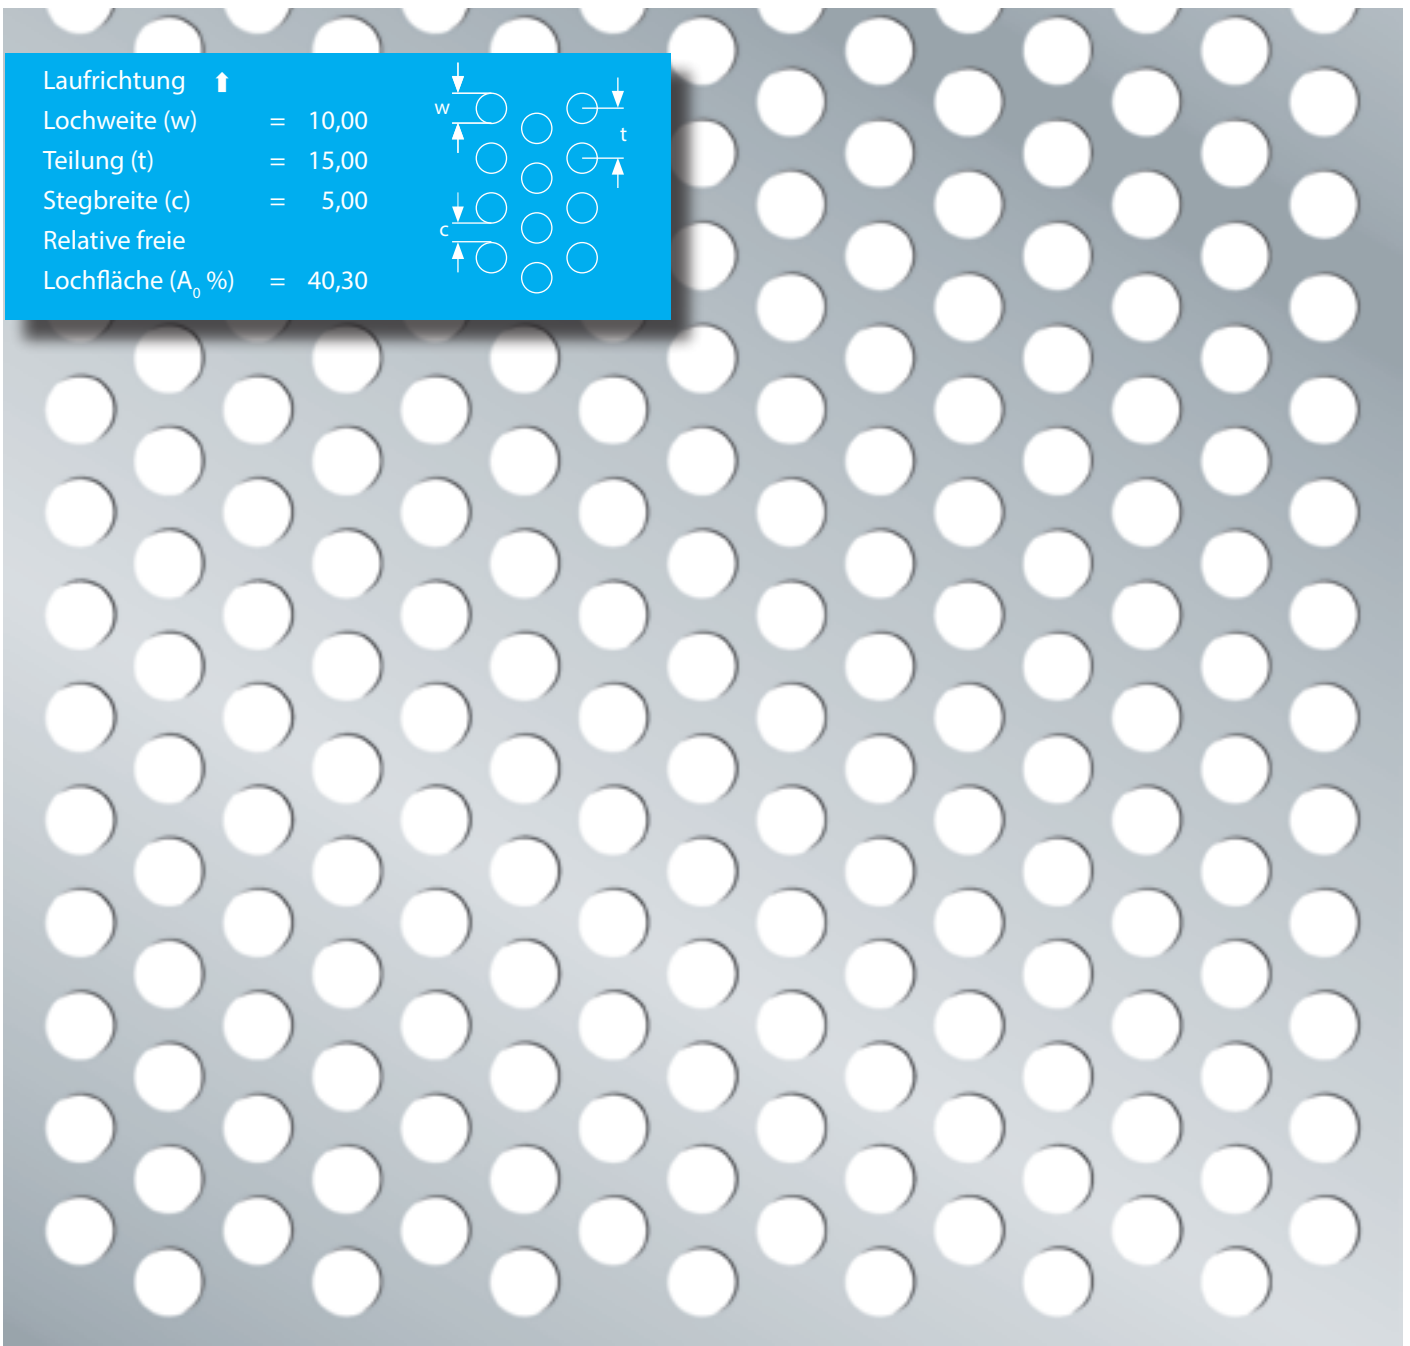 Laufrichtung ⬆
Lochweite (w) = 10,00
Teilung (t) = 15,00
Stegbreite (c) = 5,00
Relative freie
Lochfläche (A₀ %) = 40,30
w
t
c